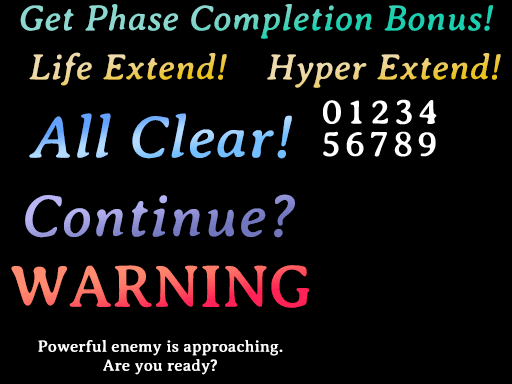 Get Phase Completion Bonus!
Life Extend! Hyper Extend!
All Clear!
01234
56789
Continue?
WARNING
Powerful enemy is approaching.
Are you ready?